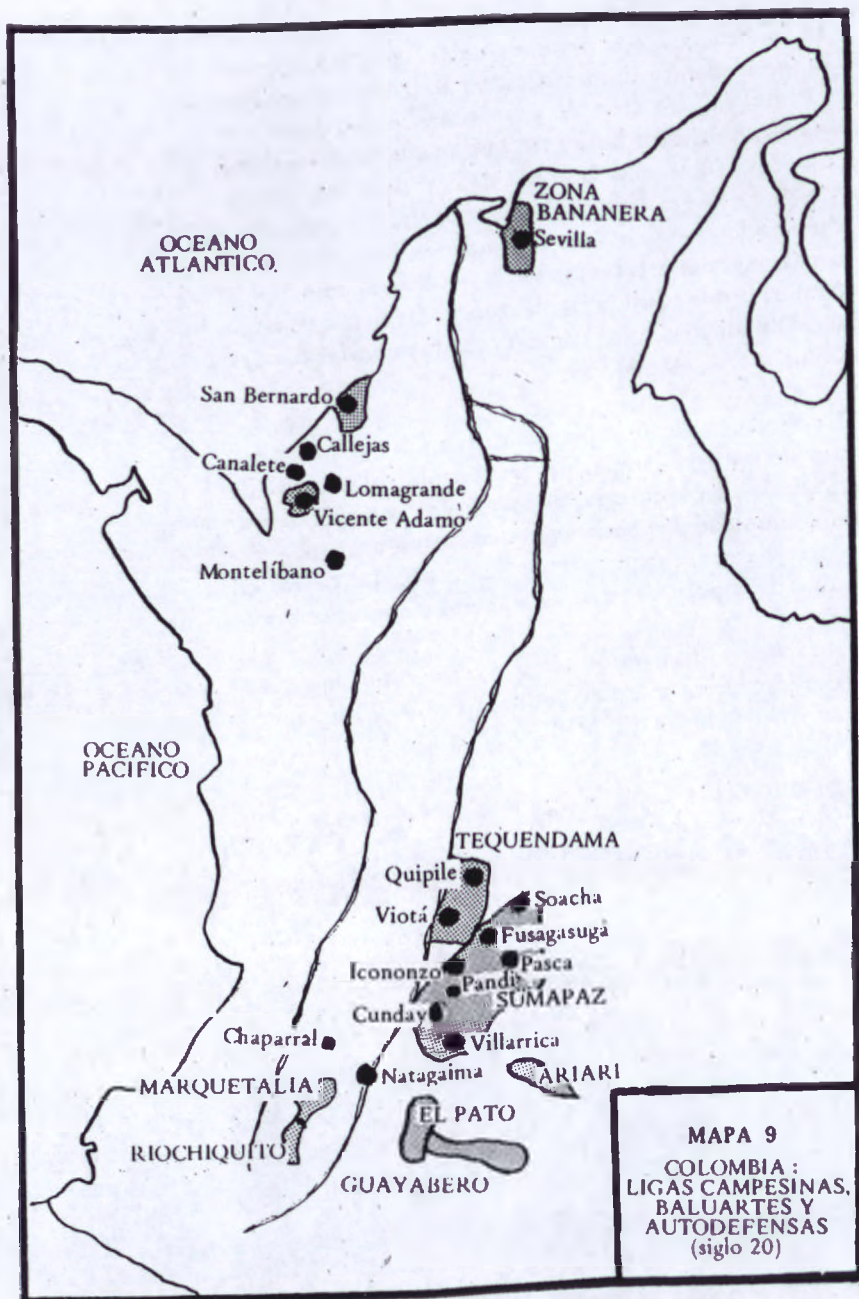 ZONA
BANANERA
Sevilla
OCEANO
ATLANTICO.
San Bernardo
Callejas
Canalete
Lomagrande
Vicente Adamo
Montelíbano
OCEANO
PACIFICO
TEQUENDAMA
Quipile
Soacha
Viotá
Fusagasuga
Icononzo
Pasca
Pandi
SUMAPAZ
Cunday
Chaparral
Villarrica
MARQUETALIA
Natagaima
ARIARI
EL PATO
RIOCHIQUITO
GUAYABERO
MAPA 9
COLOMBIA :
LIGAS CAMPESINAS,
BALUARTES Y
AUTODEFENSAS
(siglo 20)